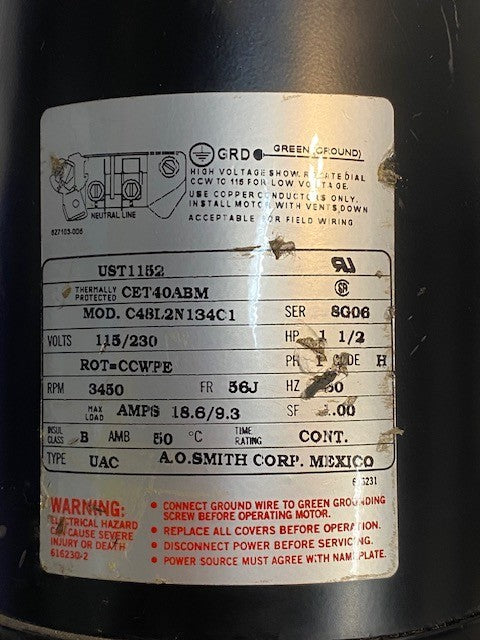 GRD GREEN (GROUND)
HIGH VOLTAGE SHOW. ROTATE DIAL
CCW TO 115 FOR LOW VOLTAGE.
USE COPPER CONDUCTORS ONLY.
INSTALL MOTOR WITH VENTS DOWN
ACCEPTABLE FOR FIELD WIRING
NEUTRAL LINE
627103-006
UST1152
THERMALLY PROTECTED CET40ABM
MOD. C48L2N134C1 SER 8G06
VOLTS 115/230 HP 1 1/2
ROT=CCWPE PH 1 CODE H
RPM 3450 FR 56J HZ 60
MAX LOAD AMPS 18.6/9.3 SF 1.00
INSUL CLASS B AMB 50 °C TIME RATING CONT.
TYPE UAC A.O.SMITH CORP. MEXICO
WARNING:
ELECTRICAL HAZARD
CAN CAUSE SEVERE
INJURY OR DEATH
616230-2
• CONNECT GROUND WIRE TO GREEN GROUNDING
SCREW BEFORE OPERATING MOTOR.
• REPLACE ALL COVERS BEFORE OPERATION.
• DISCONNECT POWER BEFORE SERVICING.
• POWER SOURCE MUST AGREE WITH NAMEPLATE.